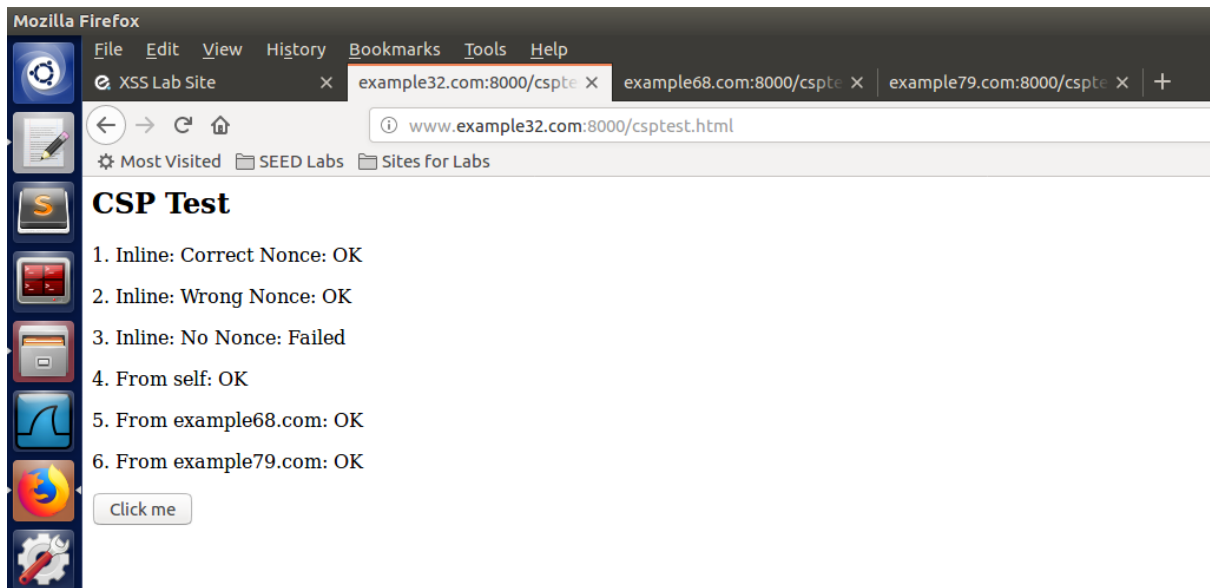 Mozilla Firefox
File Edit View History Bookmarks Tools Help
XSS Lab Site example32.com:8000/cspte example68.com:8000/cspte example79.com:8000/cspte
www.example32.com:8000/csptest.html
Most Visited SEED Labs Sites for Labs
CSP Test
1. Inline: Correct Nonce: OK
2. Inline: Wrong Nonce: OK
3. Inline: No Nonce: Failed
4. From self: OK
5. From example68.com: OK
6. From example79.com: OK
Click me